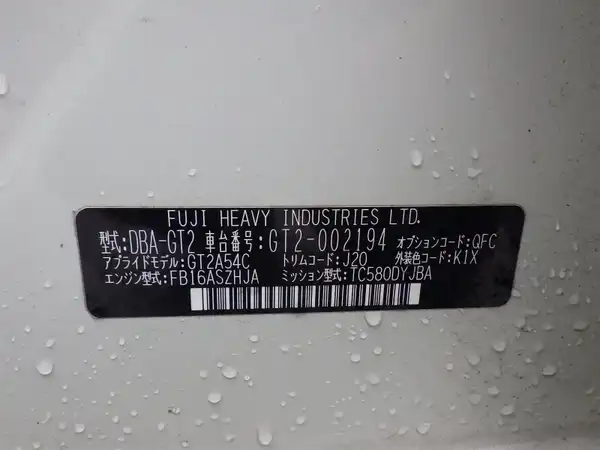 FUJI HEAVY INDUSTRIES LTD.
型式:DBA-GT2 車台番号:GT2-002194 オプションコード:QFC
アプライドモデル:GT2A54C トリムコード:J20 外装色コード:K1X
エンジン型式:FB16ASZHJA ミッション型式:TC580DYJBA